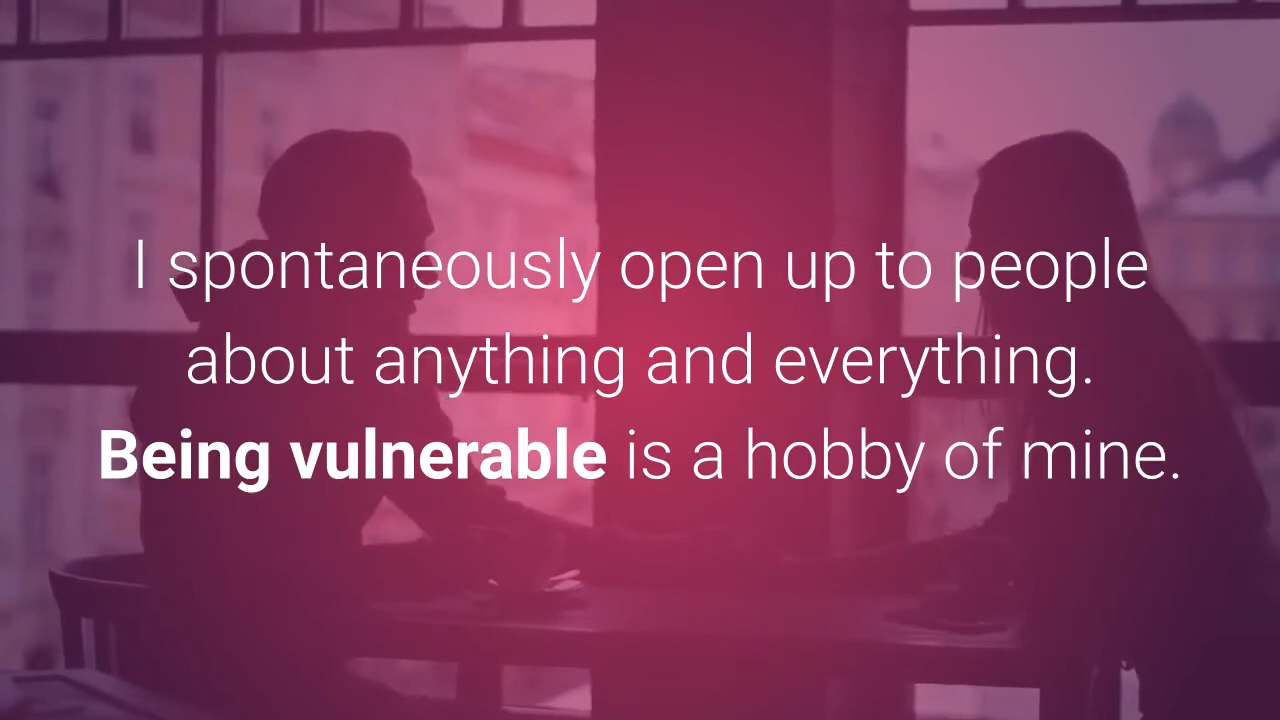 I spontaneously open up to people
about anything and everything.
Being vulnerable is a hobby of mine.